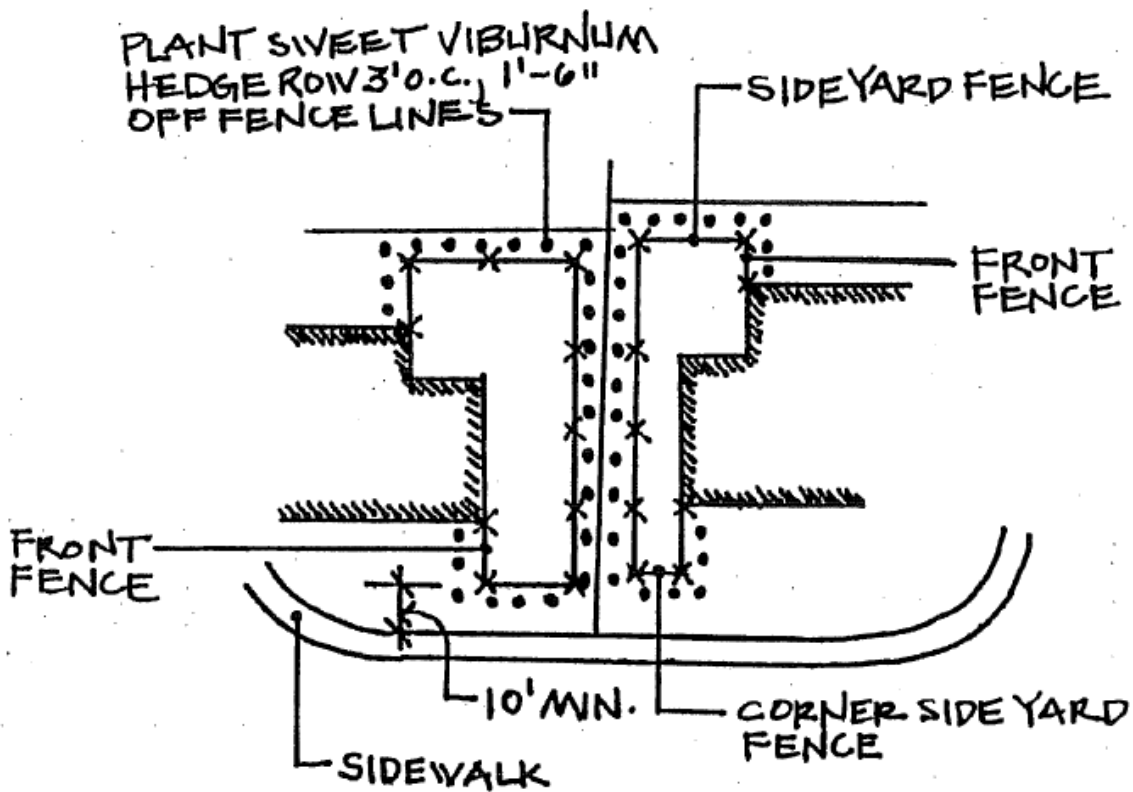 PLANT SWEET VIBURNUM
HEDGE ROW 3' O.C., 1'-6"
OFF FENCE LINES
SIDEYARD FENCE
FRONT
FENCE
FRONT
FENCE
10' MIN.
CORNER SIDE YARD
FENCE
SIDEWALK